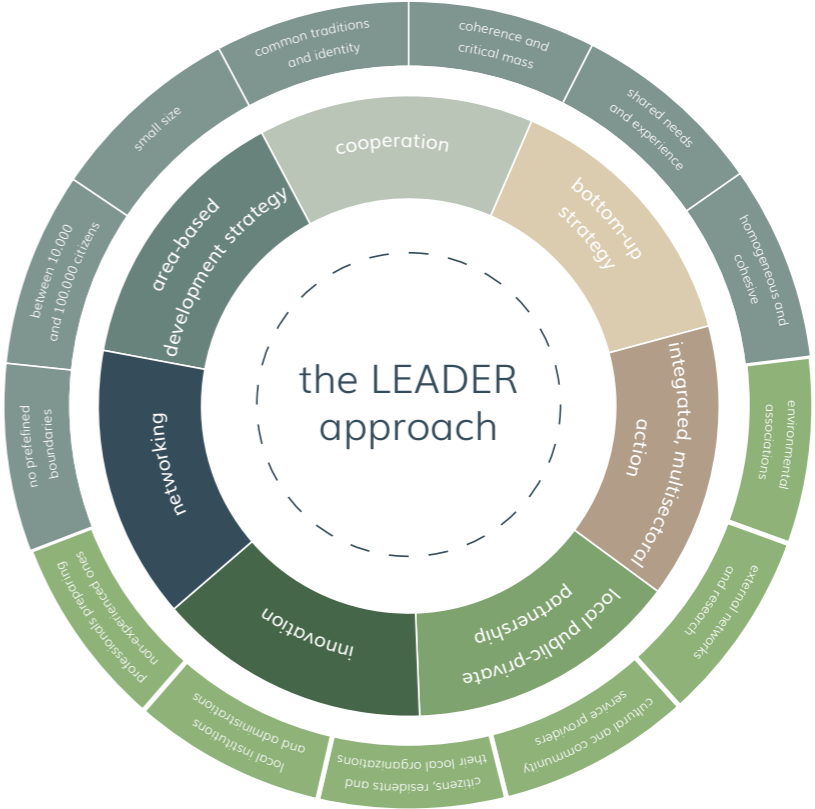 the LEADER
approach
cooperation
bottom-up
strategy
integrated, multisectoral
action
local public-private
partnership
innovation
networking
area-based
development strategy
common traditions
and identity
coherence and
critical mass
shared needs
and experience
homogeneous and
cohesive
environmental
associations
external networks
and research
cultural anc community
service providers
citizens, residents and
their local organizations
local institutions
and administrations
professionals preparing
non-experienced ones
no prefefined
boundaries
between 10.000
and 100.000 citizens
small size